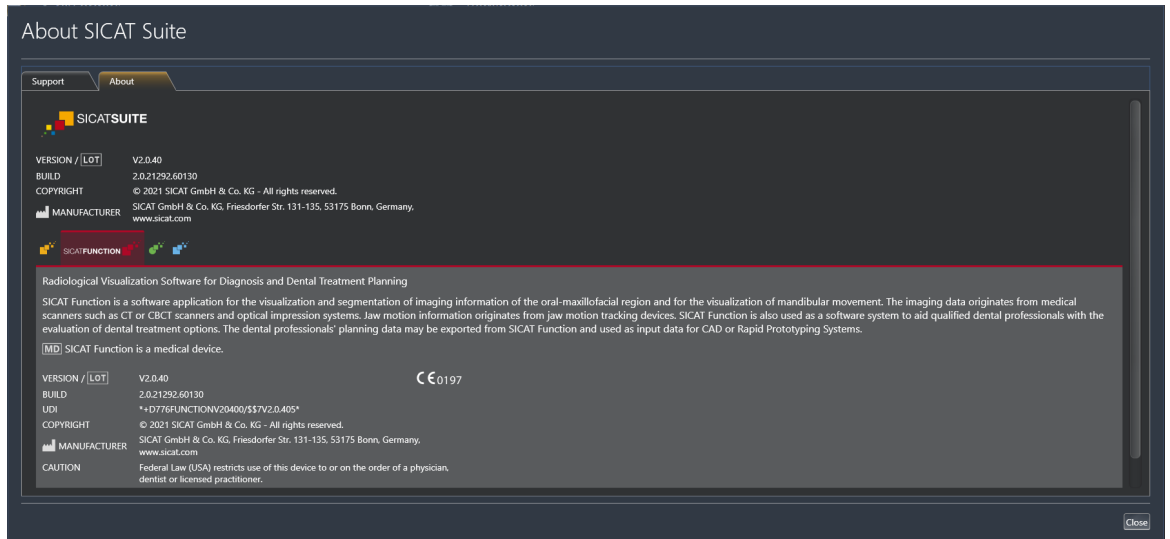 About SICAT Suite
Support
About
SICATSUITE
VERSION / LOT V2.0.40
BUILD 2.0.21292.60130
COPYRIGHT © 2021 SICAT GmbH & Co. KG - All rights reserved.
MANUFACTURER SICAT GmbH & Co. KG, Friesdorfer Str. 131-135, 53175 Bonn, Germany,
www.sicat.com
SICATFUNCTION
Radiological Visualization Software for Diagnosis and Dental Treatment Planning
SICAT Function is a software application for the visualization and segmentation of imaging information of the oral-maxillofacial region and for the visualization of mandibular movement. The imaging data originates from medical
scanners such as CT or CBCT scanners and optical impression systems. Jaw motion information originates from jaw motion tracking devices. SICAT Function is also used as a software system to aid qualified dental professionals with the
evaluation of dental treatment options. The dental professionals' planning data may be exported from SICAT Function and used as input data for CAD or Rapid Prototyping Systems.
MD SICAT Function is a medical device.
VERSION / LOT V2.0.40 CE0197
BUILD 2.0.21292.60130
UDI *+D776FUNCTIONV20400/$$7V2.0.405*
COPYRIGHT © 2021 SICAT GmbH & Co. KG - All rights reserved.
MANUFACTURER SICAT GmbH & Co. KG, Friesdorfer Str. 131-135, 53175 Bonn, Germany,
www.sicat.com
CAUTION Federal Law (USA) restricts use of this device to or on the order of a physician,
dentist or licensed practitioner.
Close